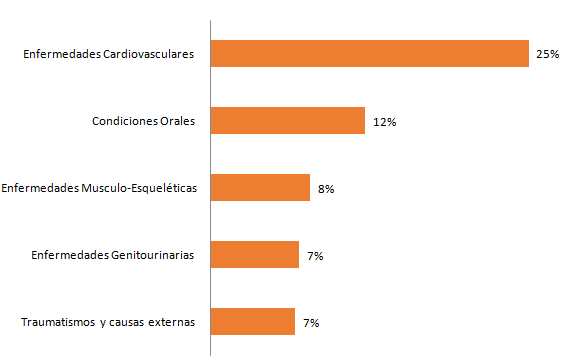 Enfermedades Cardiovasculares 25%
Condiciones Orales 12%
Enfermedades Musculo-Esqueléticas 8%
Enfermedades Genitourinarias 7%
Traumatismos y causas externas 7%